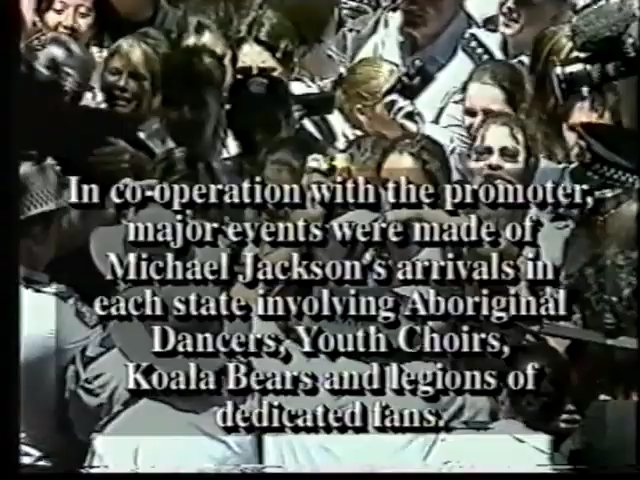 In co-operation with the promoter,
major events were made of
Michael Jackson's arrivals in
each state involving Aboriginal
Dancers, Youth Choirs,
Koala Bears and legions of
dedicated fans.